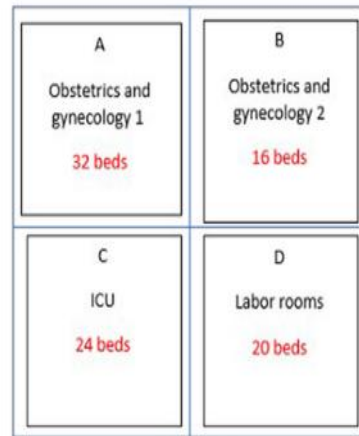 A
Obstetrics and
gynecology 1
32 beds
B
Obstetrics and
gynecology 2
16 beds
C
ICU
24 beds
D
Labor rooms
20 beds